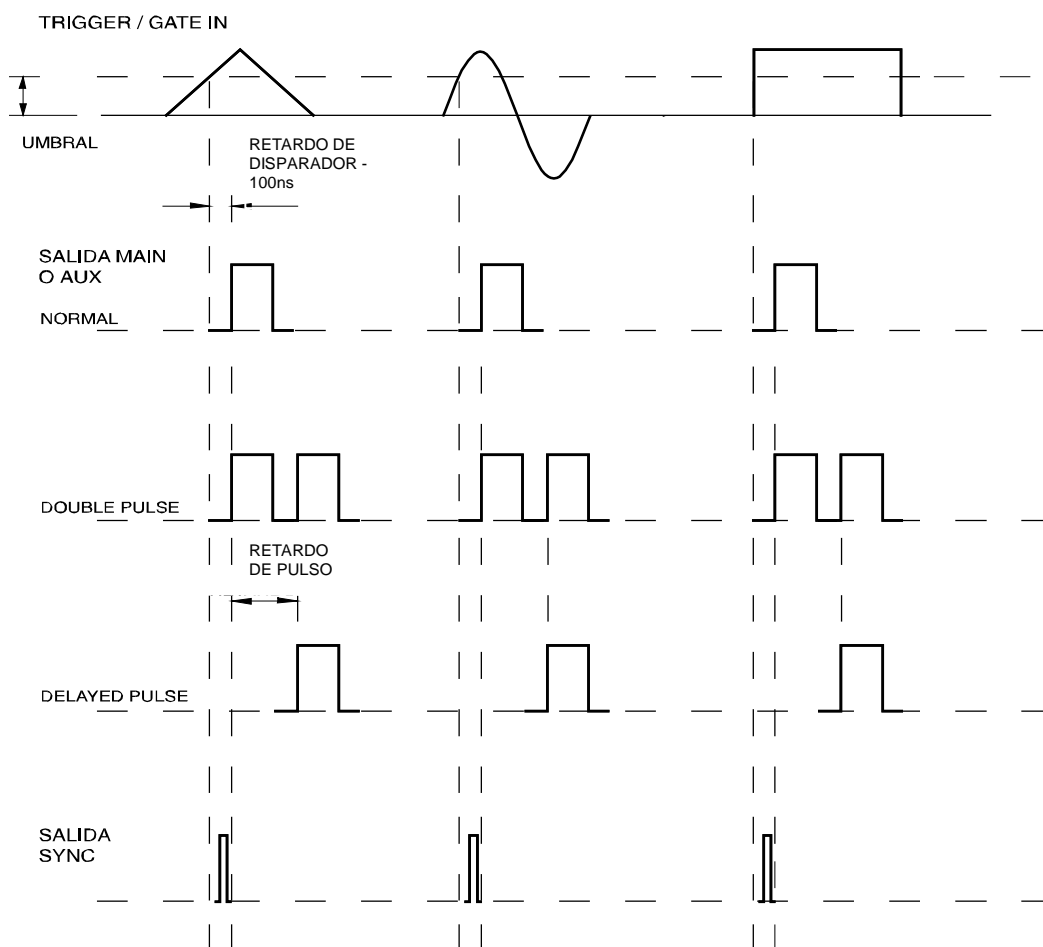 TRIGGER / GATE IN
UMBRAL
RETARDO DE
DISPARADOR -
100ns
SALIDA MAIN
O AUX
NORMAL
DOUBLE PULSE
RETARDO
DE PULSO
DELAYED PULSE
SALIDA
SYNC